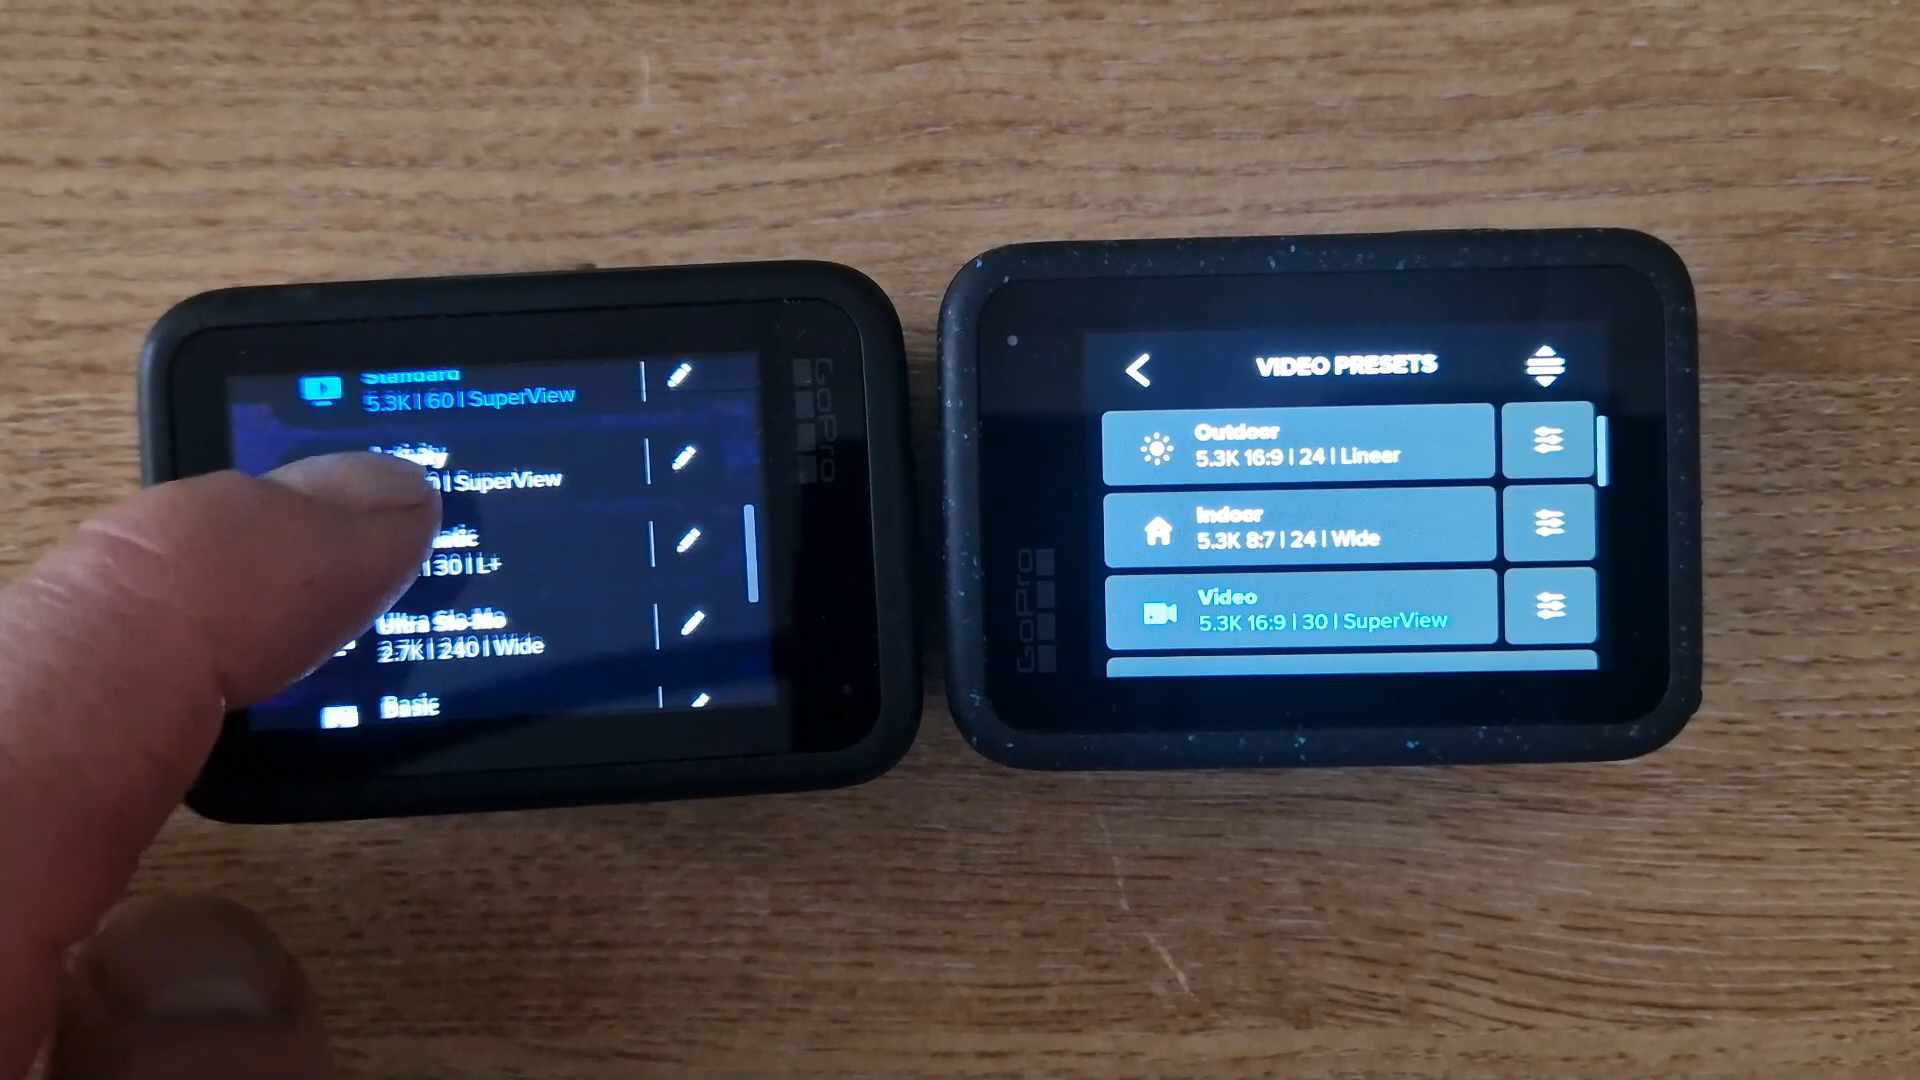 Standard
5.3K | 60 | SuperView
Activity
| SuperView
| 30 | L+
Ultra Slo-Mo
2.7K | 240 | Wide
Basic
GoPro
GoPro
VIDEO PRESETS
Outdoor
5.3K 16:9 | 24 | Linear
Indoor
5.3K 8:7 | 24 | Wide
Video
5.3K 16:9 | 30 | SuperView